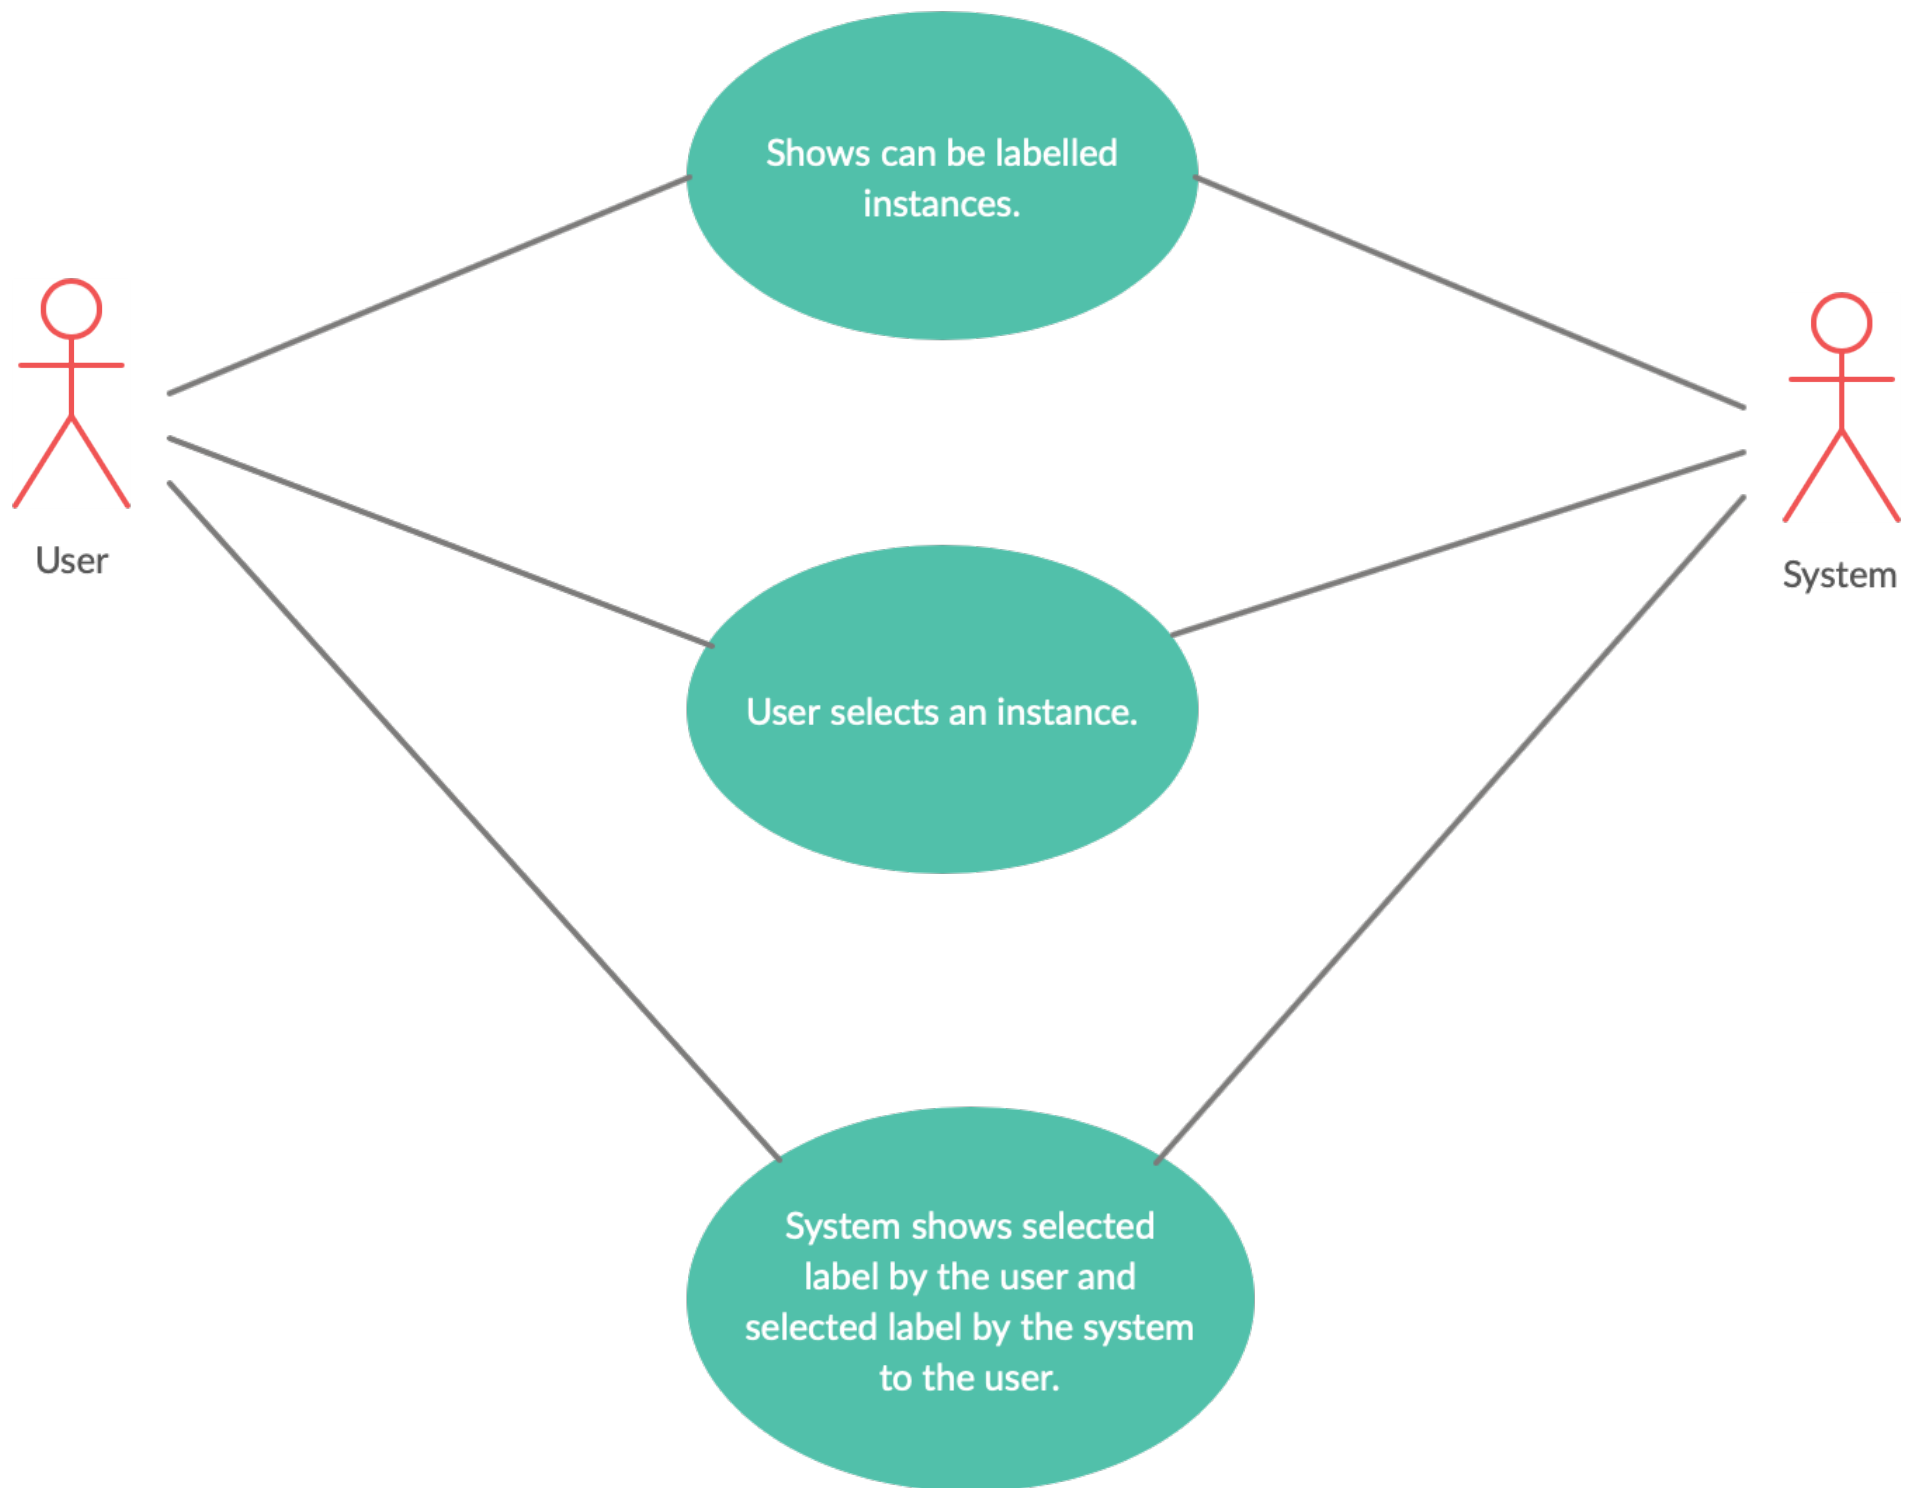 Shows can be labelled
instances.
User
System
User selects an instance.
System shows selected
label by the user and
selected label by the system
to the user.